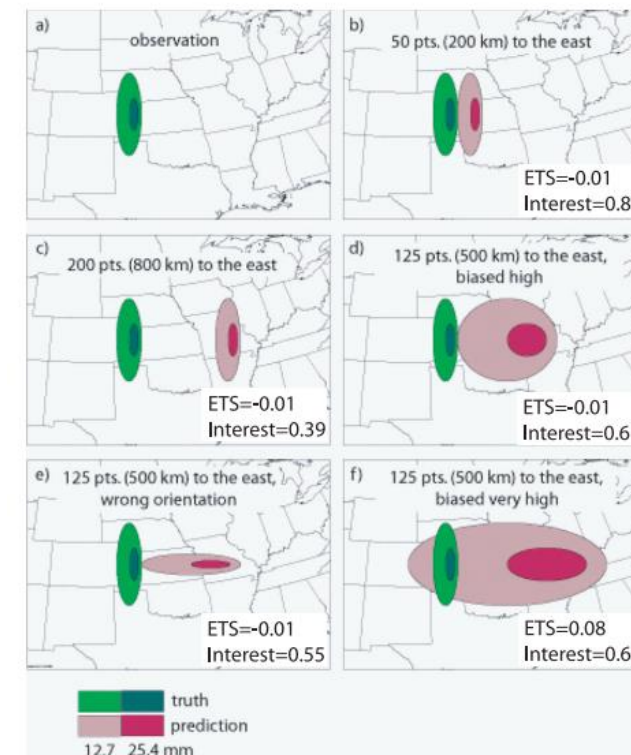 a)
observation
b)
50 pts. (200 km) to the east
ETS=-0.01
Interest=0.8
c)
200 pts. (800 km) to the east
ETS=-0.01
Interest=0.39
d)
125 pts. (500 km) to the east,
biased high
ETS=-0.01
Interest=0.6
e)
125 pts. (500 km) to the east,
wrong orientation
ETS=-0.01
Interest=0.55
f)
125 pts. (500 km) to the east,
biased very high
ETS=0.08
Interest=0.6
truth
prediction
12.7 25.4 mm